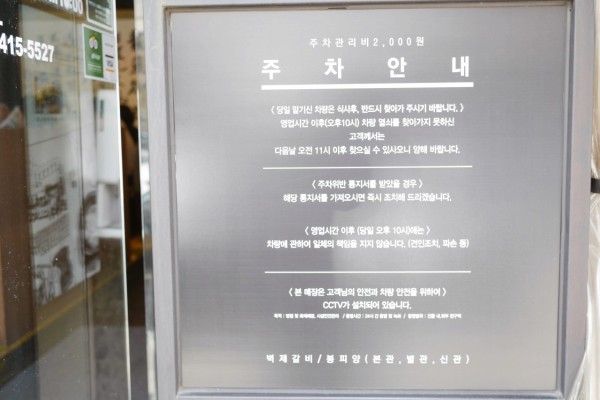 415-5527
주차관리비2,000원
주 차 안 내
< 당일 맡기신 차량은 식사후, 반드시 찾아가 주시기 바랍니다. >
영업시간 이후(오후10시) 차량 열쇠를 찾아가지 못하신
고객께서는
다음날 오전 11시 이후 찾으실 수 있사오니 양해 바랍니다.
< 주차위반 통지서를 받았을 경우 >
해당 통지서를 가져오시면 즉시 조치해 드리겠습니다.
< 영업시간 이후 (당일 오후 10시)에는 >
차량에 관하여 일체의 책임을 지지 않습니다. (견인조치, 파손 등)
< 본 매장은 고객님의 안전과 차량 안전을 위하여 >
CCTV가 설치되어 있습니다.
벽제갈비/봉피양(본관,별관,신관)